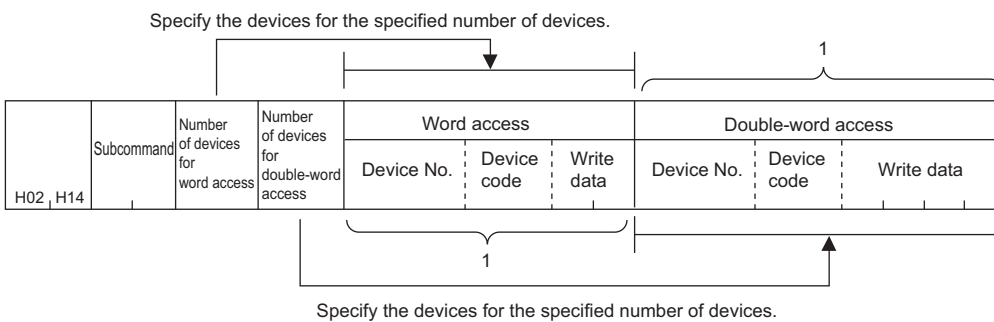 Specify the devices for the specified number of devices.
1
Number
of devices
for
word access
Number
of devices
for
double-word
access
Word access
Double-word access
Subcommand
Device No.
Device
code
Write
data
Device No.
Device
code
Write data
H02 H14
1
Specify the devices for the specified number of devices.